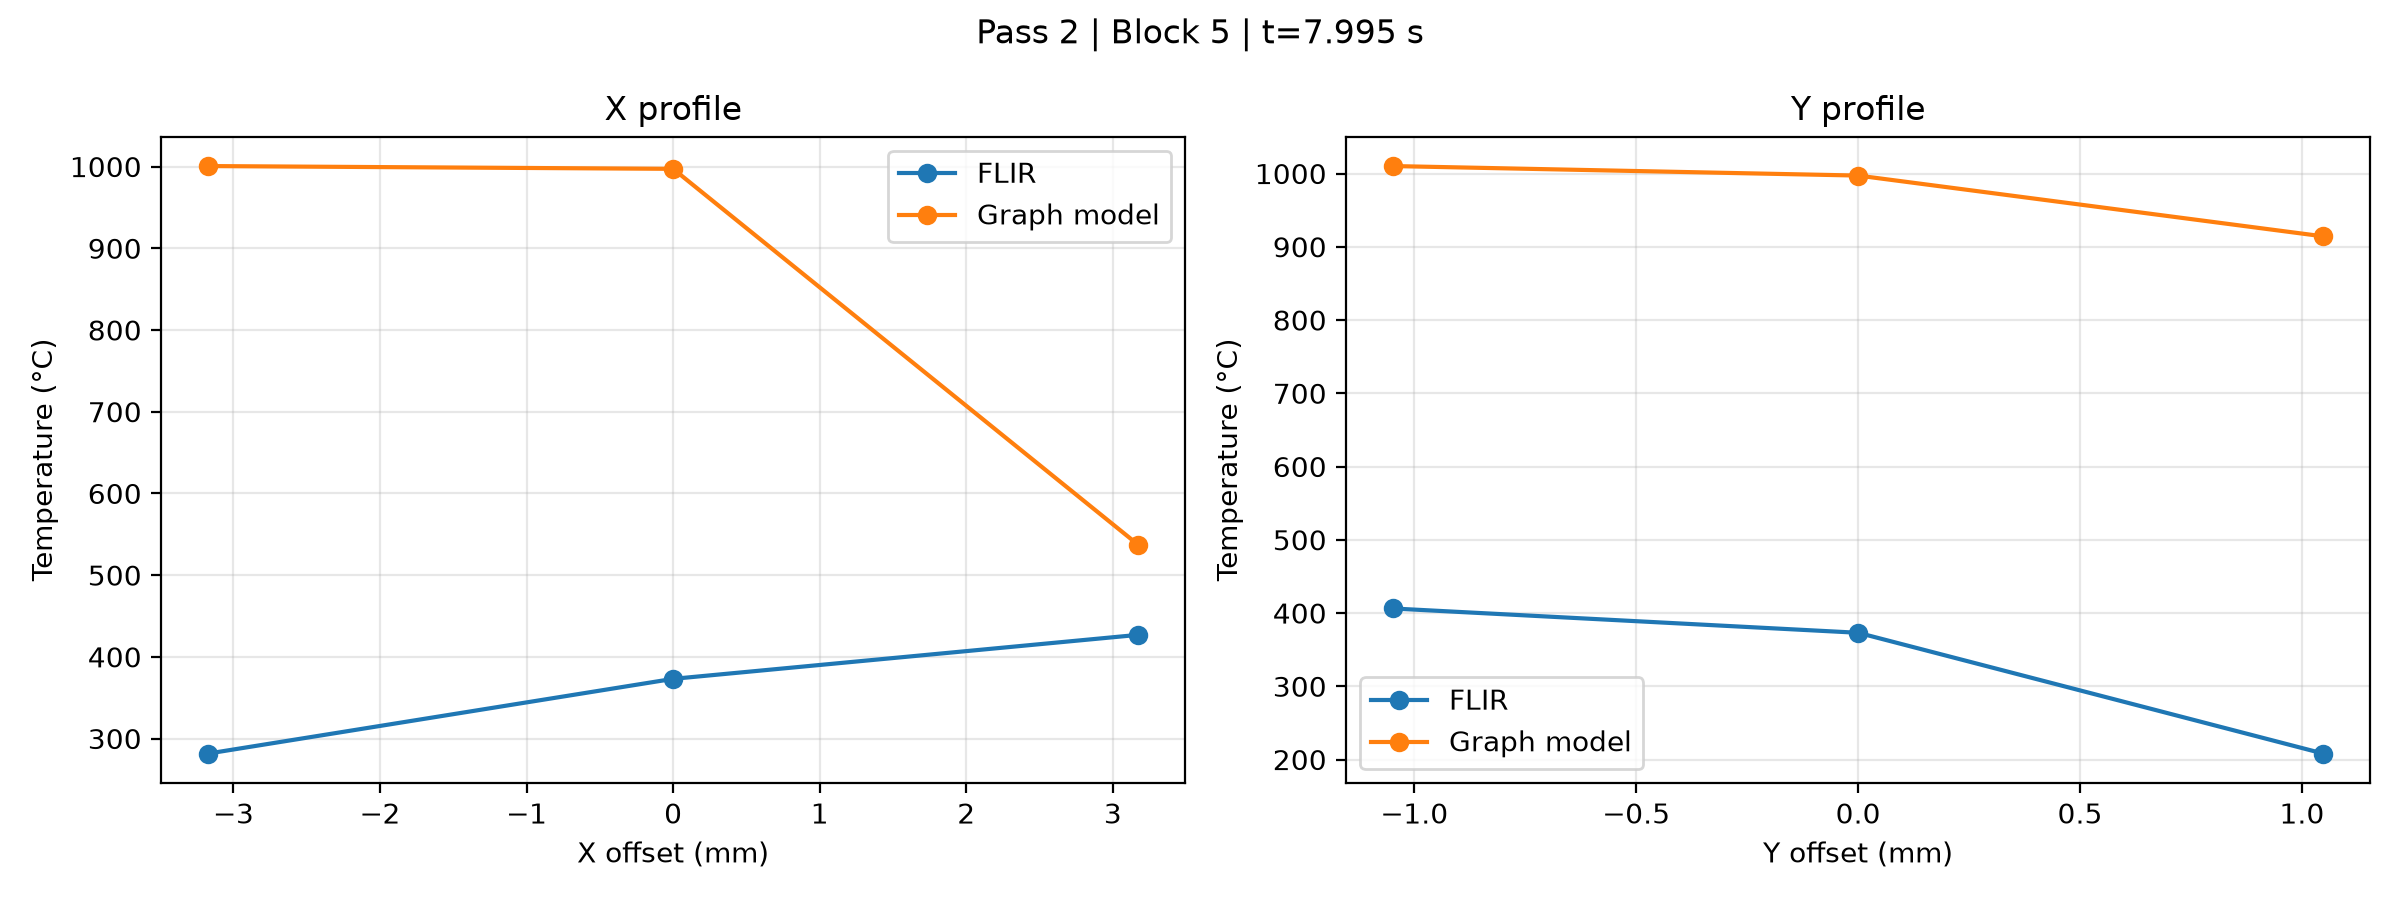 Pass 2 | Block 5 | t=7.995 s
X profile
1000
900
800
700
600
500
400
300
Temperature (°C)
−3
−2
−1
0
1
2
3
X offset (mm)
FLIR
Graph model
Y profile
1000
900
800
700
600
500
400
300
200
Temperature (°C)
−1.0
−0.5
0.0
0.5
1.0
Y offset (mm)
FLIR
Graph model